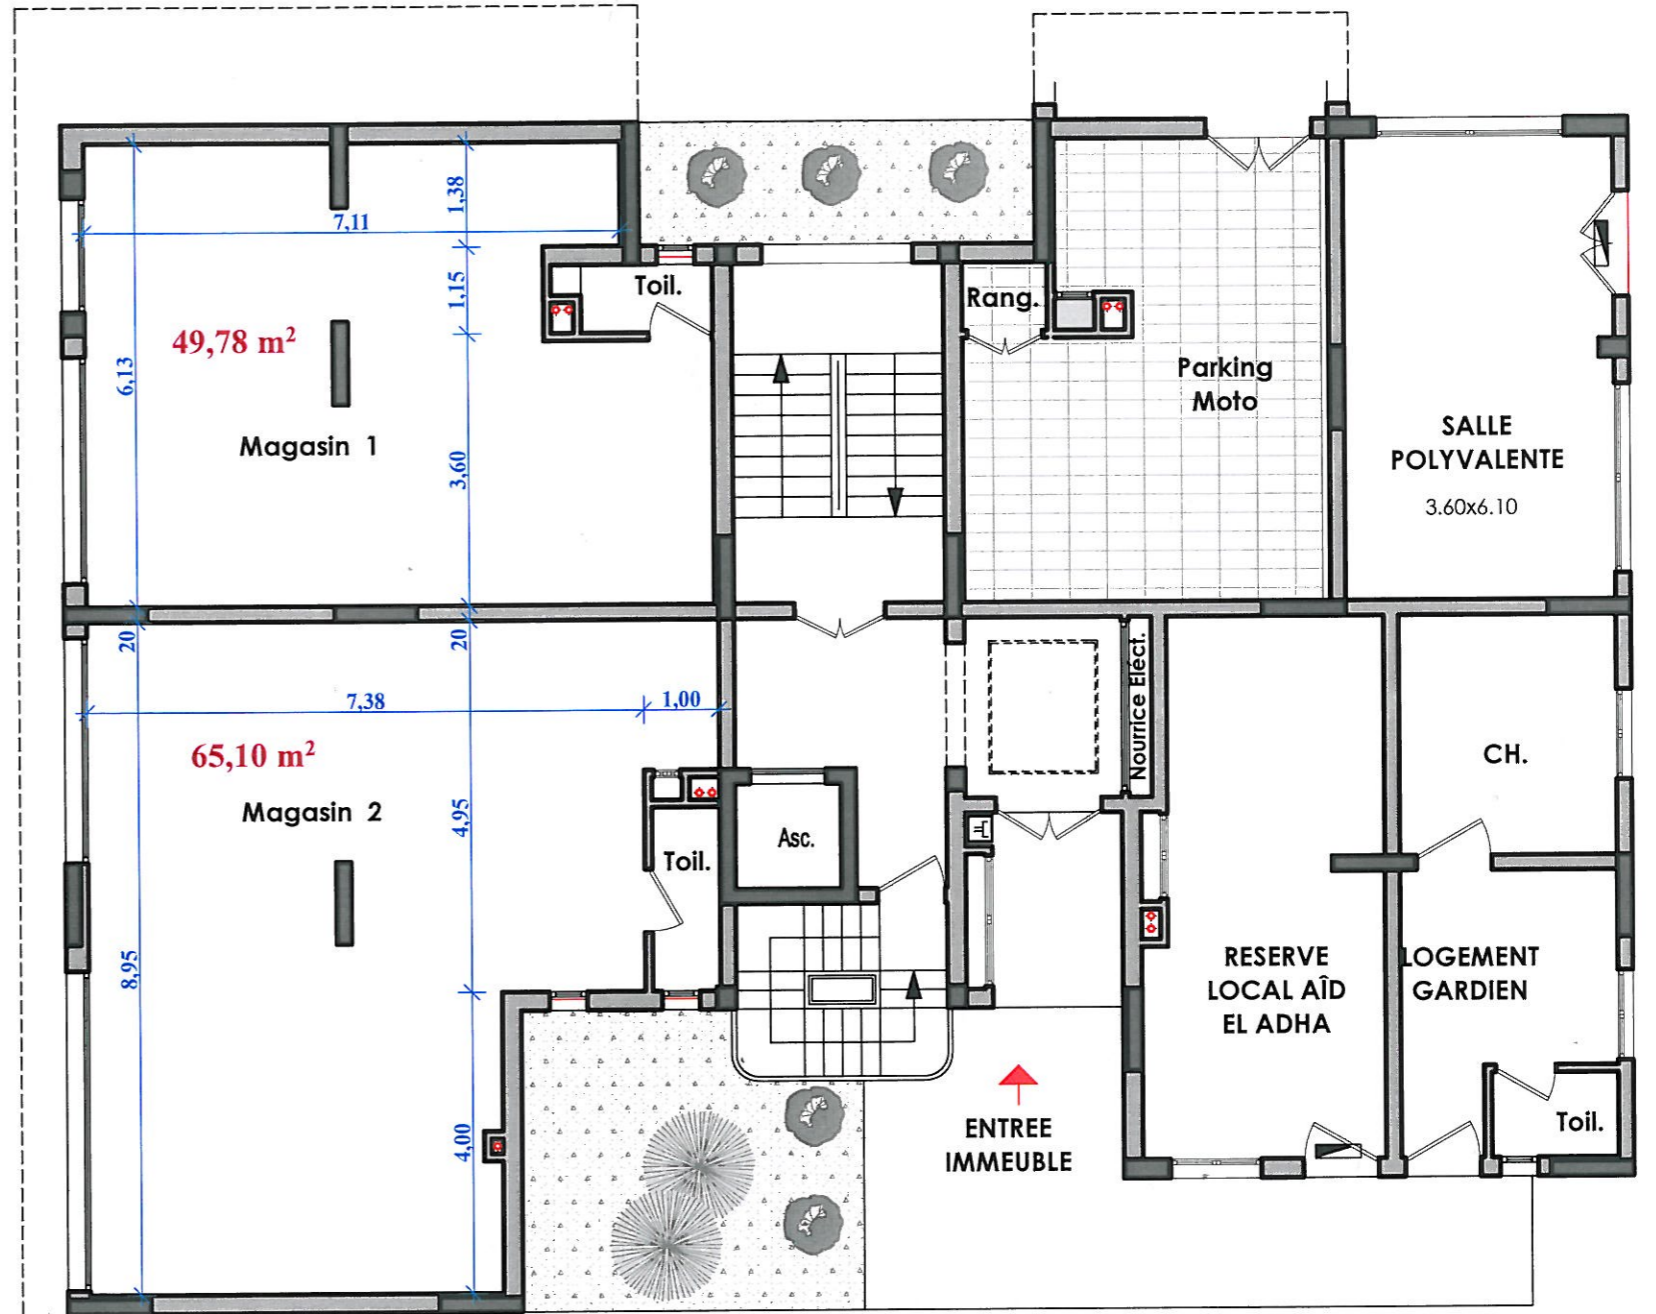 1,38
7,11
1,15
Toil.
Rang.
49,78 m²
6,13
Parking
Moto
Magasin 1
3,60
SALLE
POLYVALENTE
3.60x6.10
20
20
7,38
1,00
Nourrice Eléct.
65,10 m²
CH.
Magasin 2
4,95
Asc.
Toil.
8,95
RESERVE
LOCAL AÎD
EL ADHA
LOGEMENT
GARDIEN
4,00
ENTREE
IMMEUBLE
Toil.